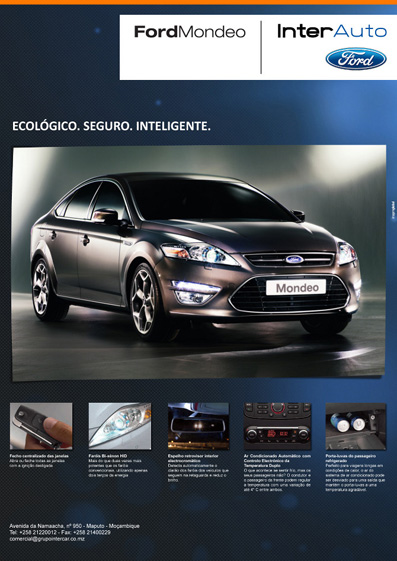 FordMondeo
InterAuto
Ford
ECOLÓGICO. SEGURO. INTELIGENTE.
Mondeo
Fecho centralizado das janelas
Abra ou feche todas as janelas
com a ignição desligada
Faróis Bi-xénon HID
Mais do que duas vezes mais
potentes que os faróis
convencionais, utilizando apenas
dois terços da energia
Espelho retrovisor interior
electrocromático
Detecta automaticamente o
clarão dos faróis dos veículos que
seguem na retaguarda e reduz o
brilho.
Ar Condicionado Automático com
Controlo Electrónico da
Temperatura Duplo
O que acontece se sentir frio, mas os
seus passageiros não? O condutor e
o passageiro da frente podem regular
a temperatura com uma variação de
até 4° C entre ambos.
Porta-luvas do passageiro
refrigerado
Perfeito para viagens longas em
condições de calor, o ar do
sistema de ar condicionado pode
ser desviado para uma saída que
mantém o porta-luvas a uma
temperatura agradável.
Avenida da Namaacha, nº 950 - Maputo - Moçambique
Tel: +258 21220012 - Fax: +258 21400229
comercial@grupointercar.co.mz